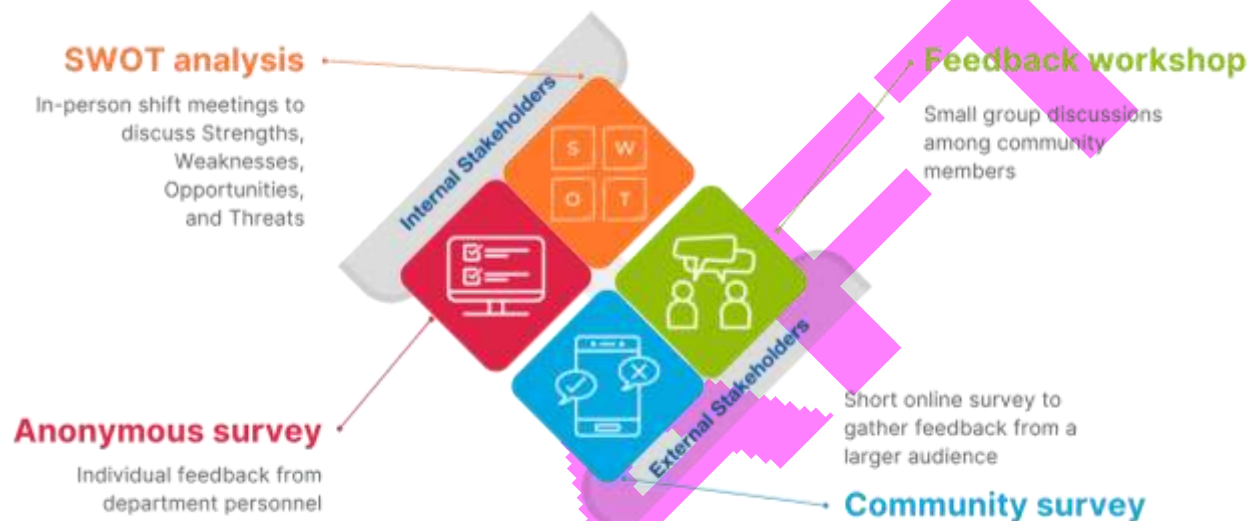 SWOT analysis
In-person shift meetings to
discuss Strengths,
Weaknesses,
Opportunities,
and Threats
Internal Stakeholders
S W
O T
Feedback workshop
Small group discussions
among community
members
Anonymous survey
Individual feedback from
department personnel
External Stakeholders
Short online survey to
gather feedback from a
larger audience
Community survey